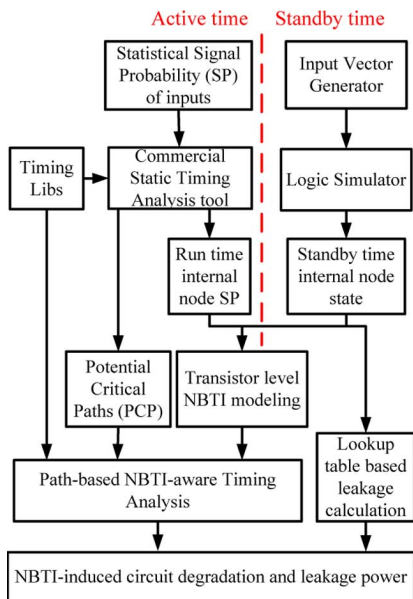 Active time
Standby time
Statistical Signal
Probability (SP)
of inputs
Input Vector
Generator
Timing
Libs
Commercial
Static Timing
Analysis tool
Logic Simulator
Run time
internal
node SP
Standby time
internal node
state
Potential
Critical
Paths (PCP)
Transistor level
NBTI modeling
Lookup
table based
leakage
calculation
Path-based NBTI-aware Timing
Analysis
NBTI-induced circuit degradation and leakage power